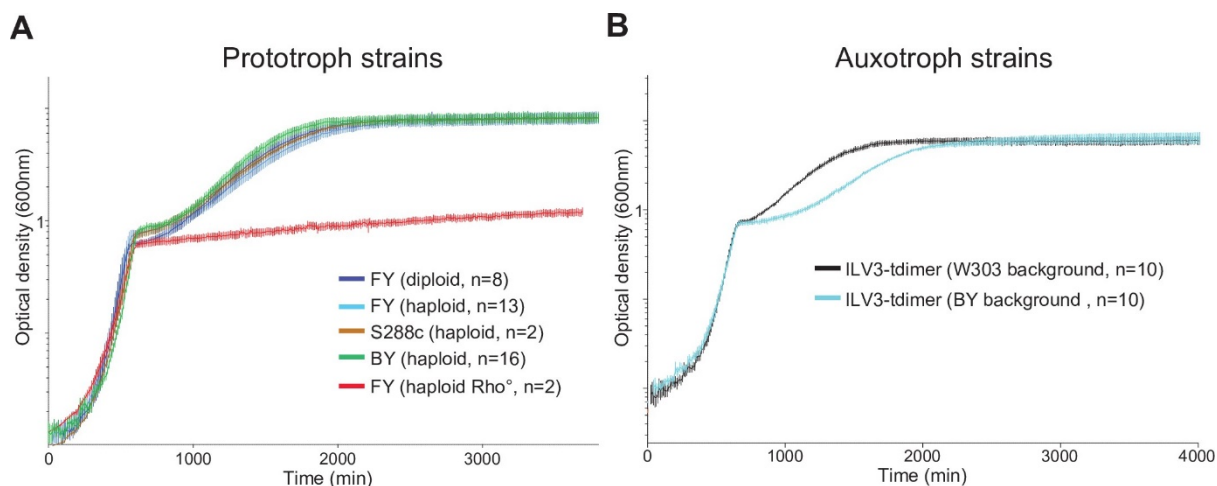 A
Prototroph strains
Optical density (600nm)
1
FY (diploid, n=8)
FY (haploid, n=13)
S288c (haploid, n=2)
BY (haploid, n=16)
FY (haploid Rho°, n=2)
0 1000 2000 3000
Time (min)
B
Auxotroph strains
Optical density (600nm)
1
ILV3-tdimer (W303 background, n=10)
ILV3-tdimer (BY background , n=10)
0 1000 2000 3000 4000
Time (min)